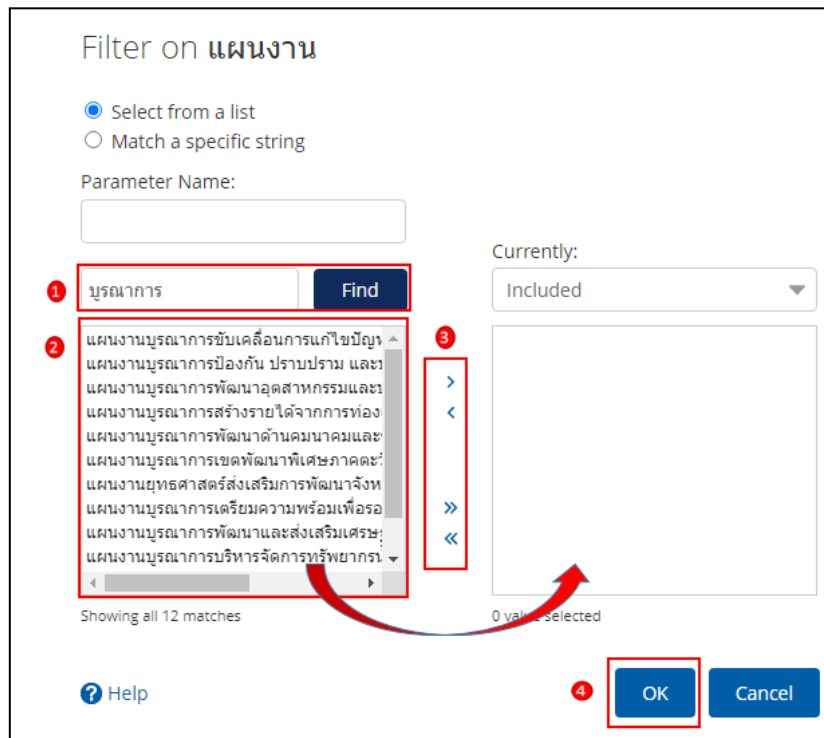 Filter on แผนงาน
Select from a list
Match a specific string
Parameter Name:
Currently:
1 บูรณาการ Find
Included
2
3
แผนงานบูรณาการขับเคลื่อนการแก้ไขปัญห
แผนงานบูรณาการป้องกัน ปราบปราม และบ
แผนงานบูรณาการพัฒนาอุตสาหกรรมและบ
แผนงานบูรณาการสร้างรายได้จากการท่องเ
แผนงานบูรณาการพัฒนาด้านคมนาคมและ
แผนงานบูรณาการเขตพัฒนาพิเศษภาคตะวั
แผนงานยุทธศาสตร์ส่งเสริมการพัฒนาจังห
แผนงานบูรณาการเตรียมความพร้อมเพื่อรอ
แผนงานบูรณาการพัฒนาและส่งเสริมเศรษฐ
แผนงานบูรณาการบริหารจัดการทรัพยากรน
> 
<
»
«
Showing all 12 matches
0 value selected
? Help
4 OK Cancel